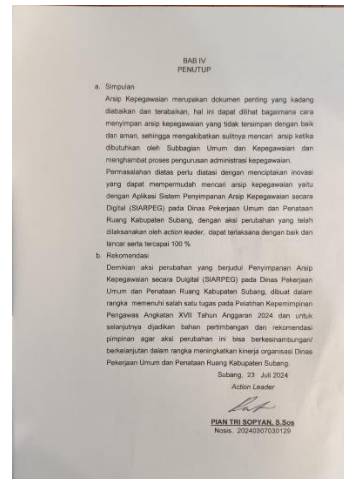 BAB IV
PENUTUP
a. Simpulan
Arsip Kepegawaian merupakan dokumen penting yang kadang
diabaikan dan terabaikan, hal ini dapat dilihat bagaimana cara
menyimpan arsip kepegawaian yang tidak tersimpan dengan baik
dan aman, sehingga mengakibatkan sulitnya mencari arsip ketika
dibutuhkan oleh Subbagian Umum dan Kepegawaian dan
menghambat proses pengurusan administrasi kepegawaian.
Permasalahan diatas perlu diatasi dengan menciptakan inovasi
yang dapat mempermudah mencari arsip kepegawaian yaitu
dengan Aplikasi Sistem Penyimpanan Arsip Kepegawaian secara
Digital (SIARPEG) pada Dinas Pekerjaan Umum dan Penataan
Ruang Kabupaten Subang, dengan aksi perubahan yang telah
dilaksanakan oleh action leader, dapat terlaksana dengan baik dan
lancar serta tercapai 100 %.
b. Rekomendasi
Demikian aksi perubahan yang berjudul Penyimpanan Arsip
Kepegawaian secara Duigital (SIARPEG) pada Dinas Pekerjaan
Umum dan Penataan Ruang Kabupaten Subang, dibuat dalam
rangka memenuhi salah satu tugas pada Pelatihan Kepemimpinan
Pengawas Angkatan XVII Tahun Anggaran 2024 dan untuk
selanjutnya dijadikan bahan pertimbangan dan rekomendasi
pimpinan agar aksi perubahan ini bisa berkesinambungan/
berkelanjutan dalam rangka meningkatkan kinerja organisasi Dinas
Pekerjaan Umum dan Penataan Ruang Kabupaten Subang.
Subang, 23 Juli 2024
Action Leader
PIAN TRI SOPYAN, S.Sos
Nosis. 20240307030129